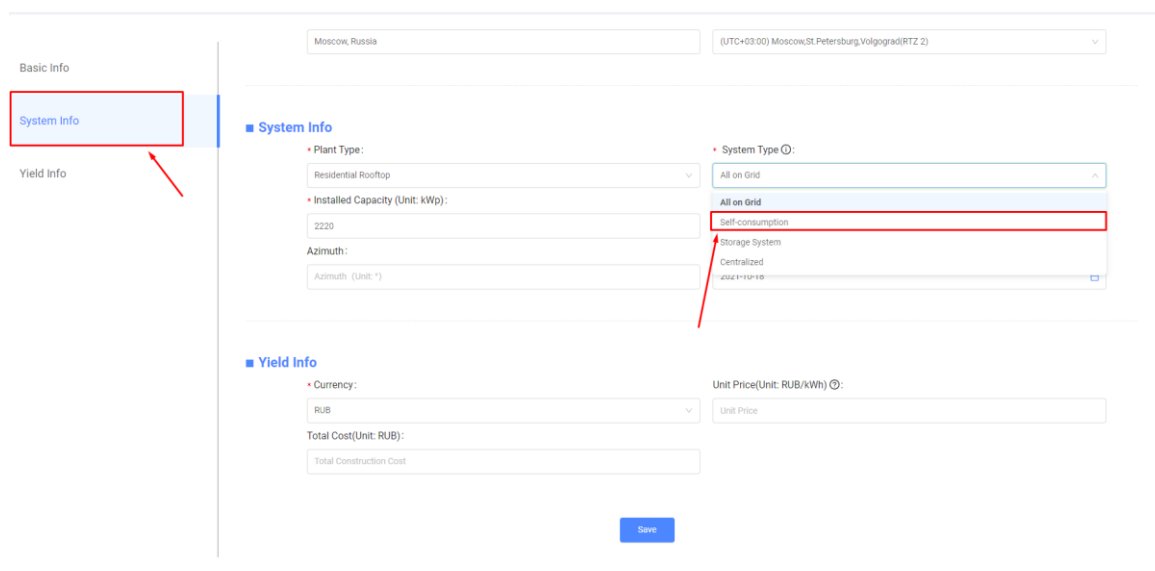 Moscow, Russia
(UTC+03:00) Moscow,St.Petersburg,Volgograd(RTZ 2)
Basic Info
System Info
Yield Info
System Info
* Plant Type:
* System Type ⓘ:
Residential Rooftop
All on Grid
* Installed Capacity (Unit: kWp):
All on Grid
2220
Self-consumption
Storage System
Azimuth:
Centralized
Azimuth (Unit: °)
2021-10-18
Yield Info
* Currency:
Unit Price(Unit: RUB/kWh) ?:
RUB
Unit Price
Total Cost(Unit: RUB):
Total Construction Cost
Save